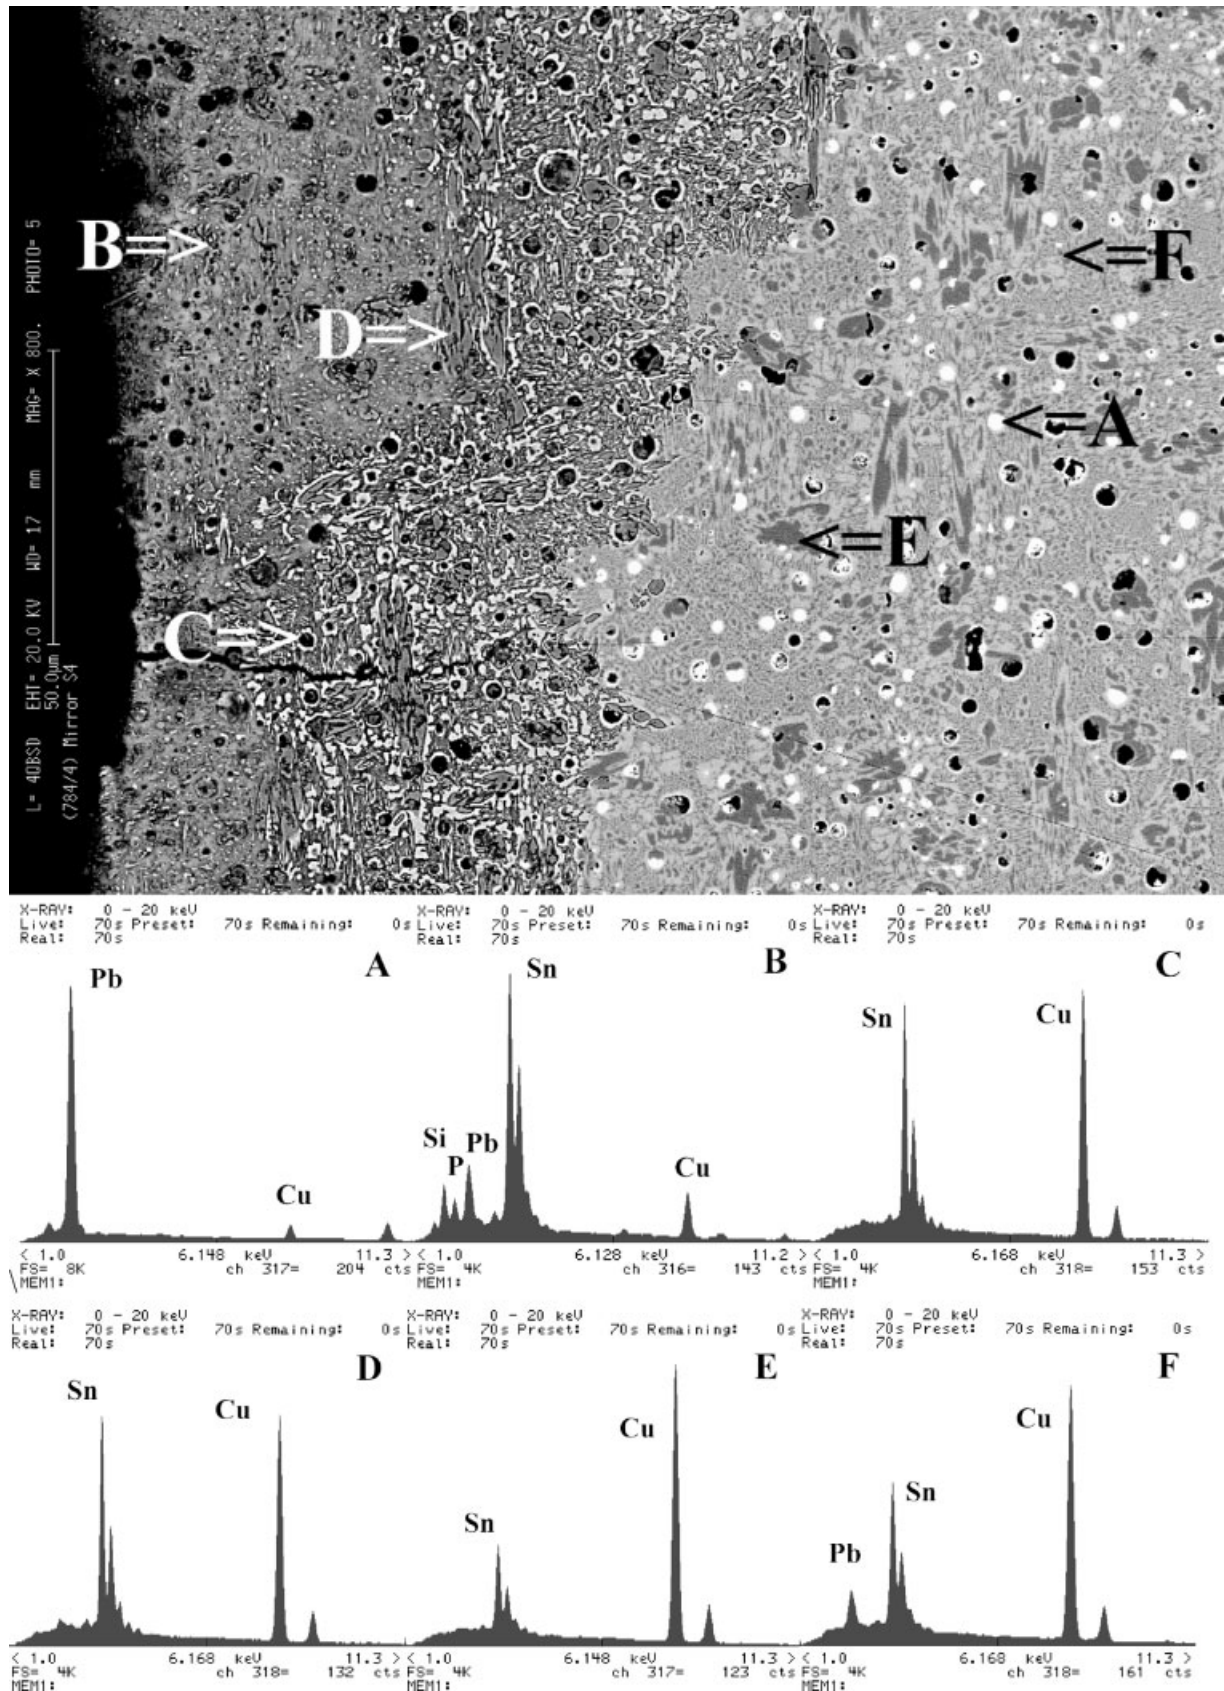 L= 4QBSD EHT= 20.0 KV WD= 17 mm MAG= X 800. PHOTO= 5
50.0µm
<784/4) Mirror S4
B
F
D
A
E
C
X-RAY: 0 - 20 keV
Live: 70s Preset: 70s Remaining: 0s
Real: 70s
A
Pb
Cu
< 1.0 6.148 keV 11.3 >
FS= 8K ch 317= 204 cts
MEM1:
X-RAY: 0 - 20 keV
Live: 70s Preset: 70s Remaining: 0s
Real: 70s
B
Sn
Si
P
Pb
Cu
< 1.0 6.128 keV 11.2 >
FS= 4K ch 316= 143 cts
MEM1:
X-RAY: 0 - 20 keV
Live: 70s Preset: 70s Remaining: 0s
Real: 70s
C
Sn
Cu
< 1.0 6.168 keV 11.3 >
FS= 4K ch 318= 153 cts
MEM1:
X-RAY: 0 - 20 keV
Live: 70s Preset: 70s Remaining: 0s
Real: 70s
D
Sn
Cu
< 1.0 6.168 keV 11.3 >
FS= 4K ch 318= 132 cts
MEM1:
X-RAY: 0 - 20 keV
Live: 70s Preset: 70s Remaining: 0s
Real: 70s
E
Cu
Sn
< 1.0 6.148 keV 11.3 >
FS= 4K ch 317= 123 cts
MEM1:
X-RAY: 0 - 20 keV
Live: 70s Preset: 70s Remaining: 0s
Real: 70s
F
Cu
Sn
Pb
< 1.0 6.168 keV 11.3 >
FS= 4K ch 318= 161 cts
MEM1: